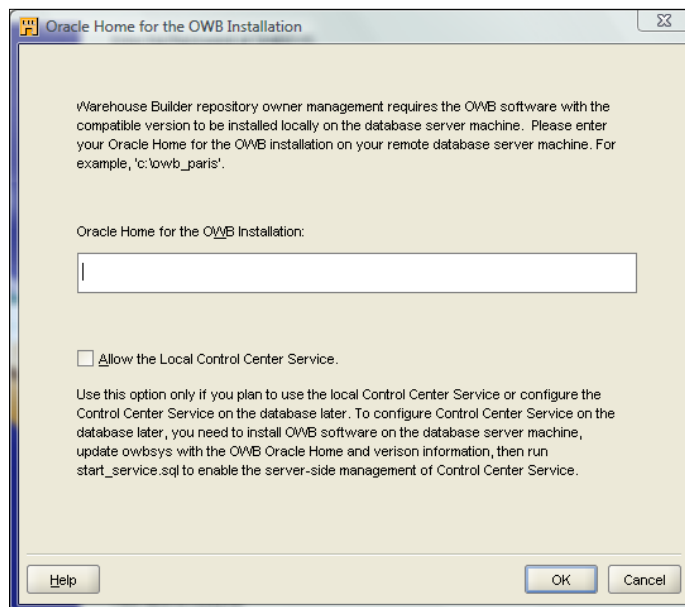 Oracle Home for the OWB Installation
Warehouse Builder repository owner management requires the OWB software with the
compatible version to be installed locally on the database server machine.  Please enter
your Oracle Home for the OWB installation on your remote database server machine. For
example, 'c:\owb_paris'.
Oracle Home for the OWB Installation:
Allow the Local Control Center Service.
Use this option only if you plan to use the local Control Center Service or configure the
Control Center Service on the database later. To configure Control Center Service on the
database later, you need to install OWB software on the database server machine,
update owbsys with the OWB Oracle Home and verison information, then run
start_service.sql to enable the server-side management of Control Center Service.
Help OK Cancel